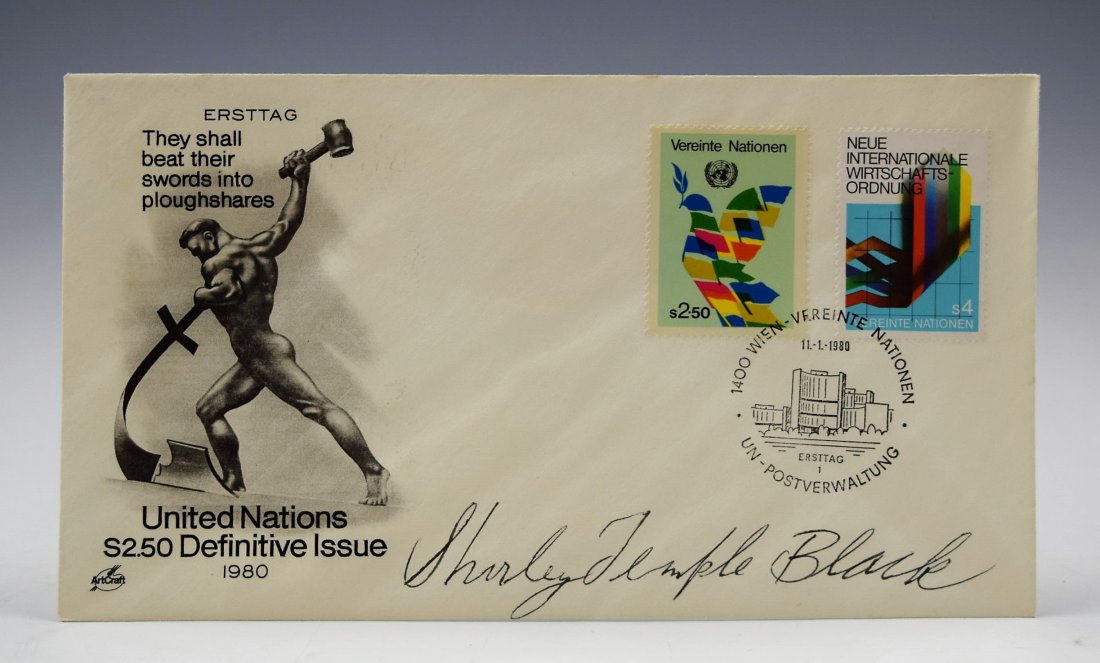 ERSTTAG
They shall
beat their
swords into
ploughshares
United Nations
S2.50 Definitive Issue
1980
ArtCraft
Vereinte Nationen
s2·50
NEUE
INTERNATIONALE
WIRTSCHAFTS-
ORDNUNG
s4
VEREINTE NATIONEN
1400 WIEN-VEREINTE NATIONEN
11.-1.-1980
ERSTTAG
1
UN-POSTVERWALTUNG
Shirley Temple Black